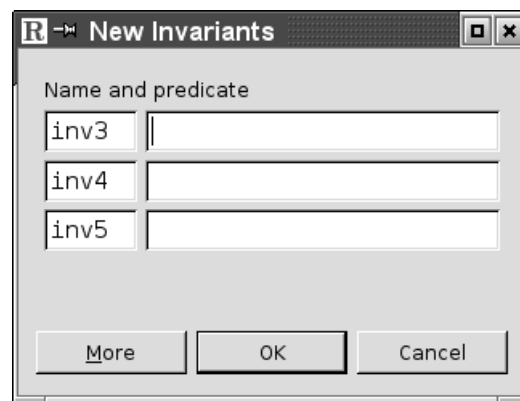 R New Invariants
Name and predicate
inv3
inv4
inv5
More OK Cancel